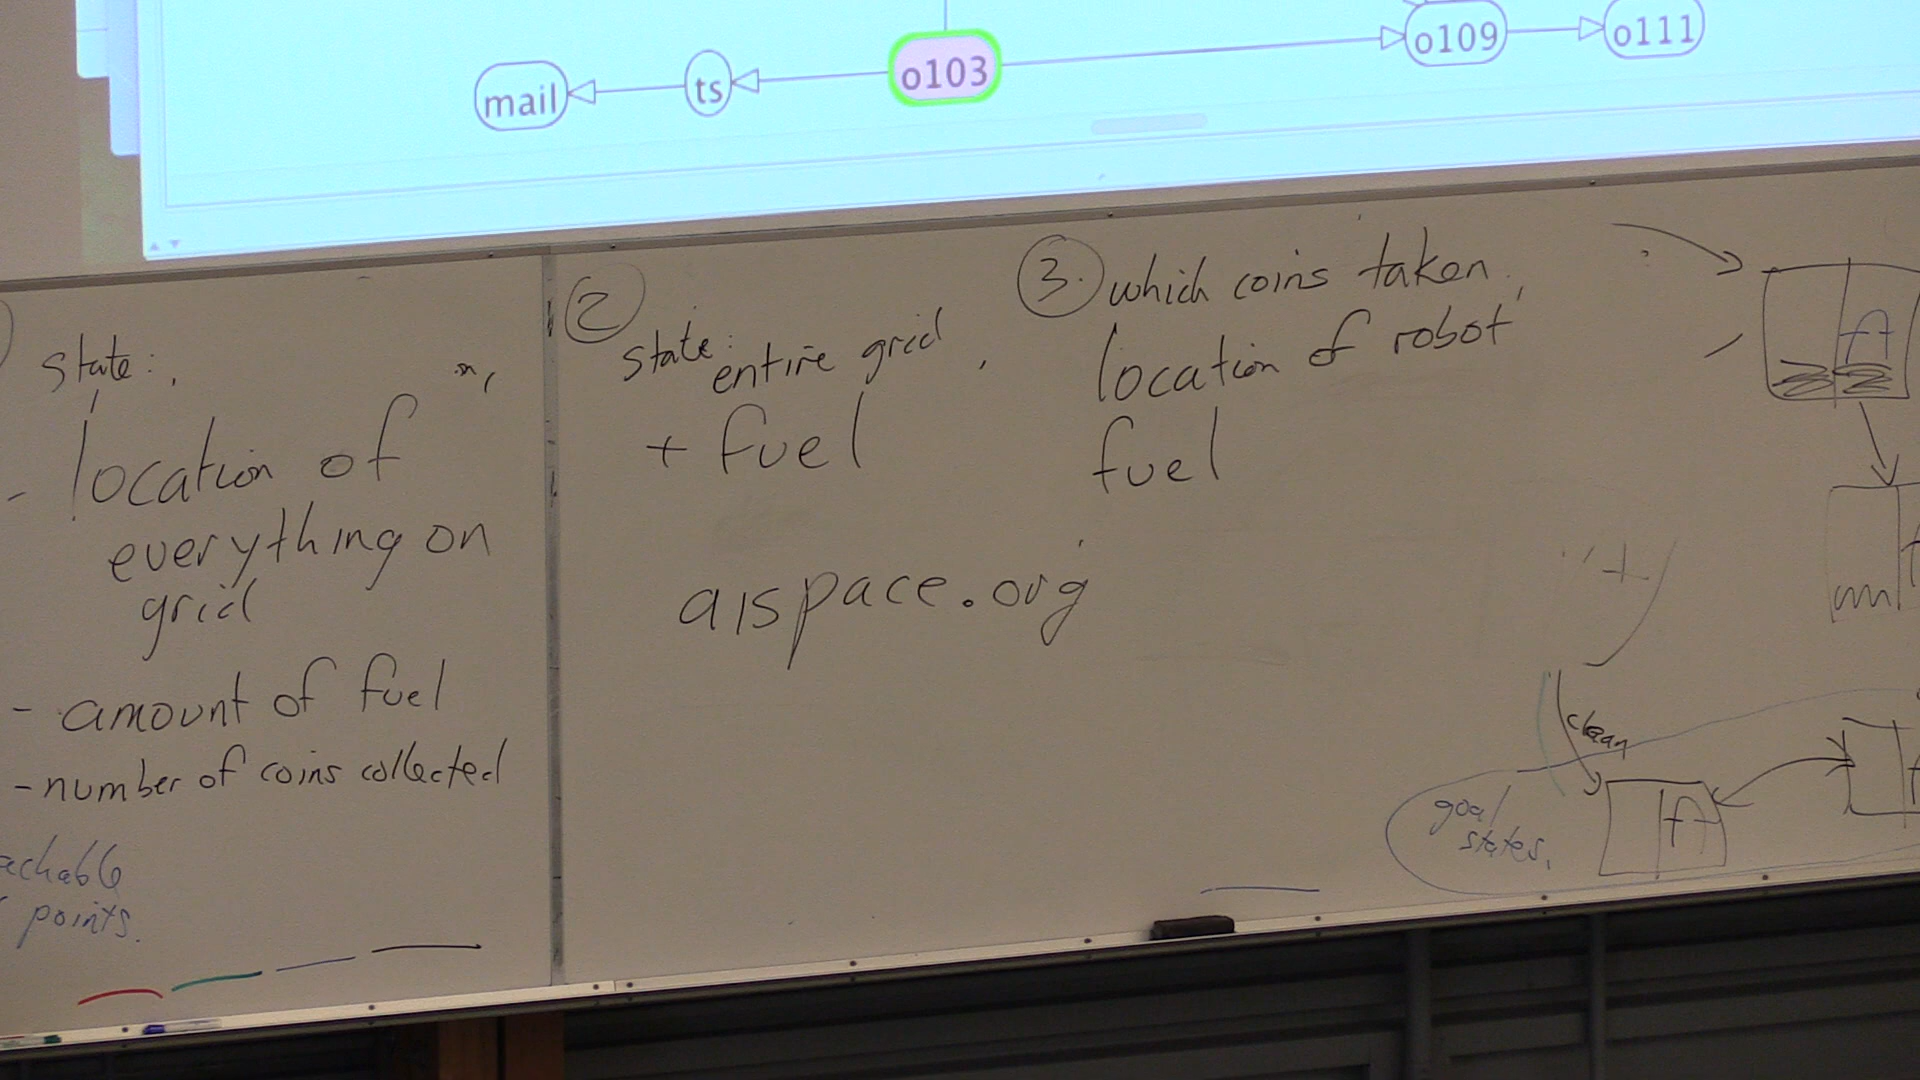 mail
ts
o103
o109
o111
state:
- location of
everything on
grid
- amount of fuel
- number of coins collected
points.
2
state:
entire grid,
+ fuel
aispace.org
3. which coins taken,
location of robot
fuel
clean
goal
states,